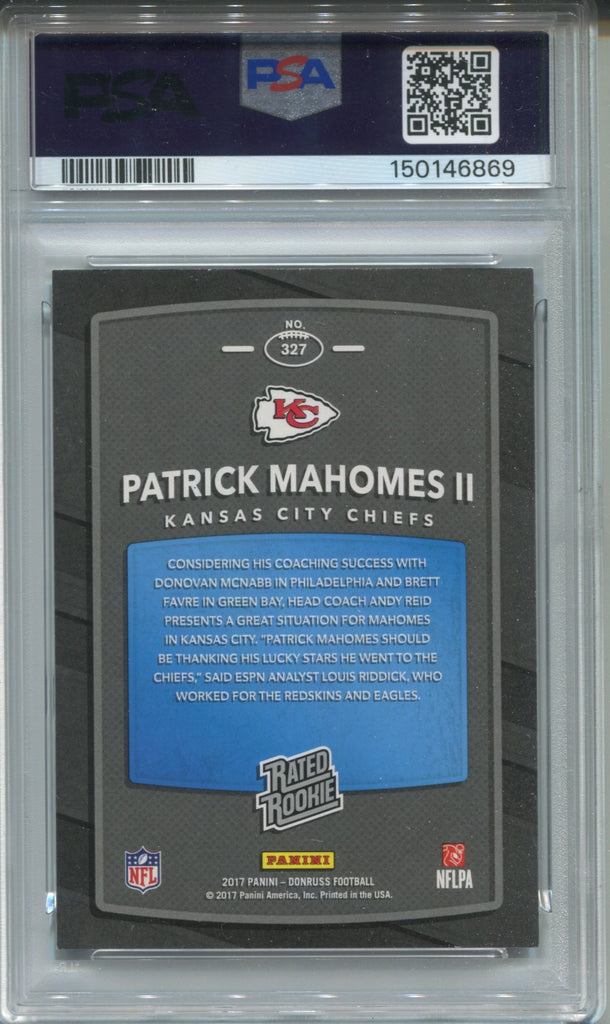 PSA
PSA
150146869
NO.
327
KC
PATRICK MAHOMES II
KANSAS CITY CHIEFS
CONSIDERING HIS COACHING SUCCESS WITH
DONOVAN MCNABB IN PHILADELPHIA AND BRETT
FAVRE IN GREEN BAY, HEAD COACH ANDY REID
PRESENTS A GREAT SITUATION FOR MAHOMES
IN KANSAS CITY. "PATRICK MAHOMES SHOULD
BE THANKING HIS LUCKY STARS HE WENT TO THE
CHIEFS," SAID ESPN ANALYST LOUIS RIDDICK, WHO
WORKED FOR THE REDSKINS AND EAGLES.
RATED
ROOKIE
PANINI
NFL
NFLPA
2017 PANINI – DONRUSS FOOTBALL
© 2017 Panini America, Inc. Printed in the USA.